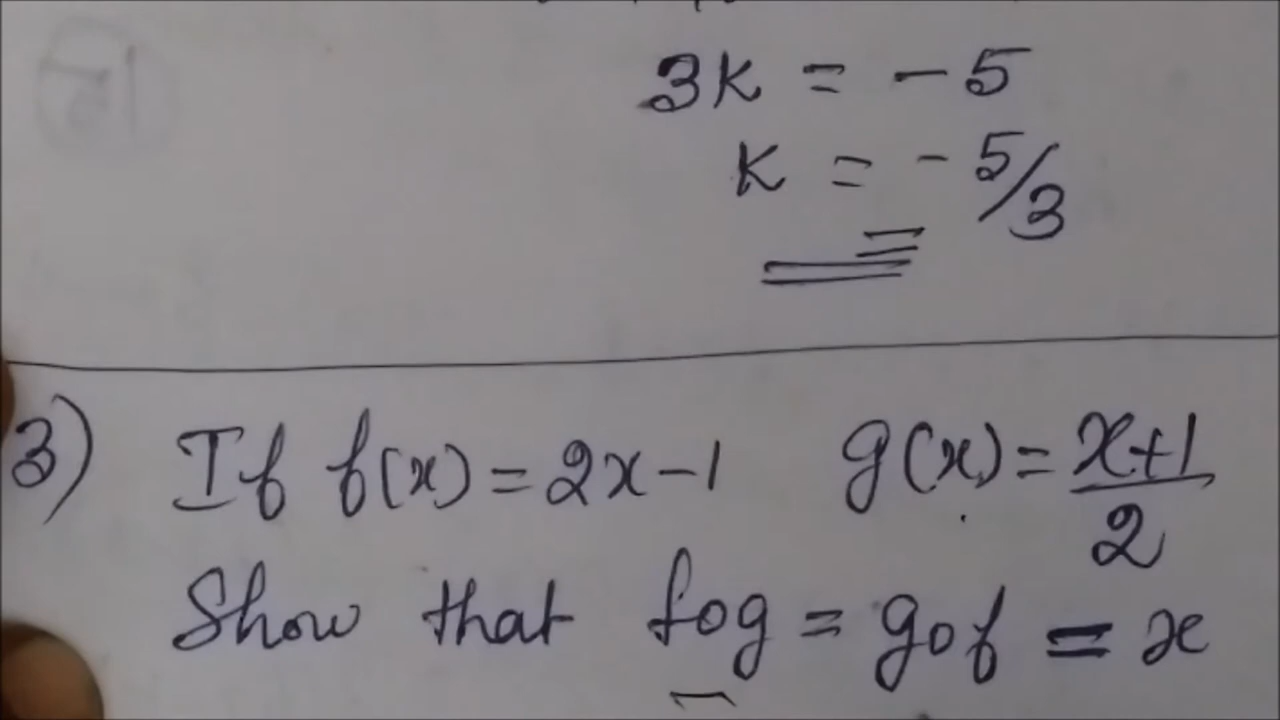 3K = - 5
K = - 5/3
3) If f(x) = 2x - 1 g(x) = x+1/2
Show that fog = gof = x